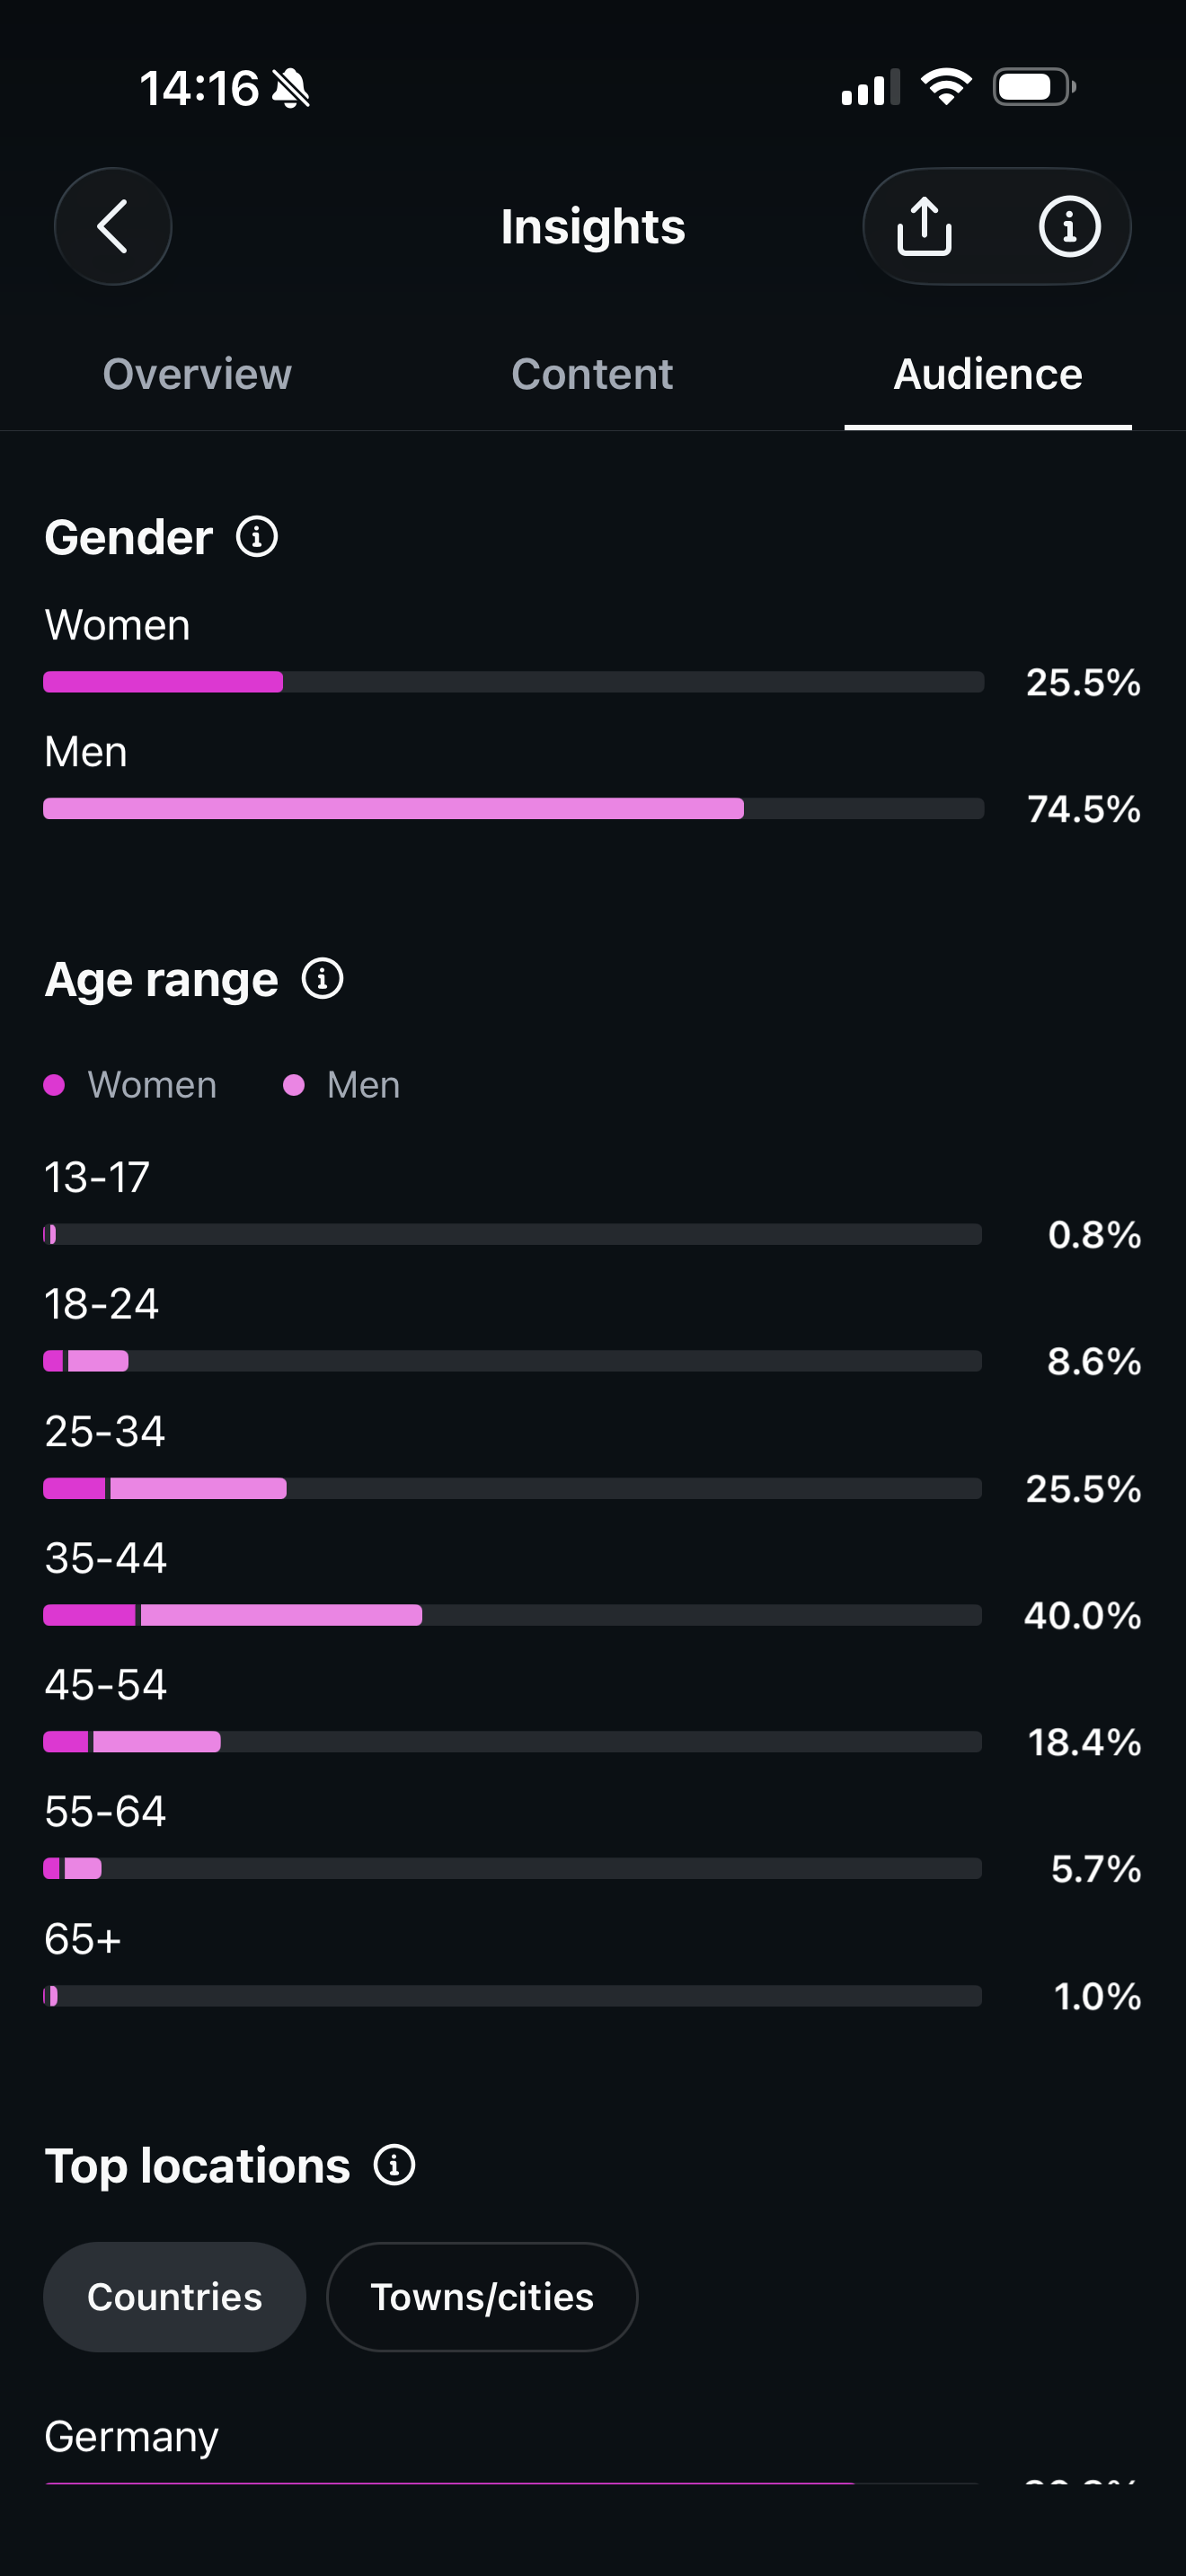 14:16
Insights
Overview Content Audience
Gender
Women
25.5%
Men
74.5%
Age range
Women Men
13-17
0.8%
18-24
8.6%
25-34
25.5%
35-44
40.0%
45-54
18.4%
55-64
5.7%
65+
1.0%
Top locations
Countries Towns/cities
Germany